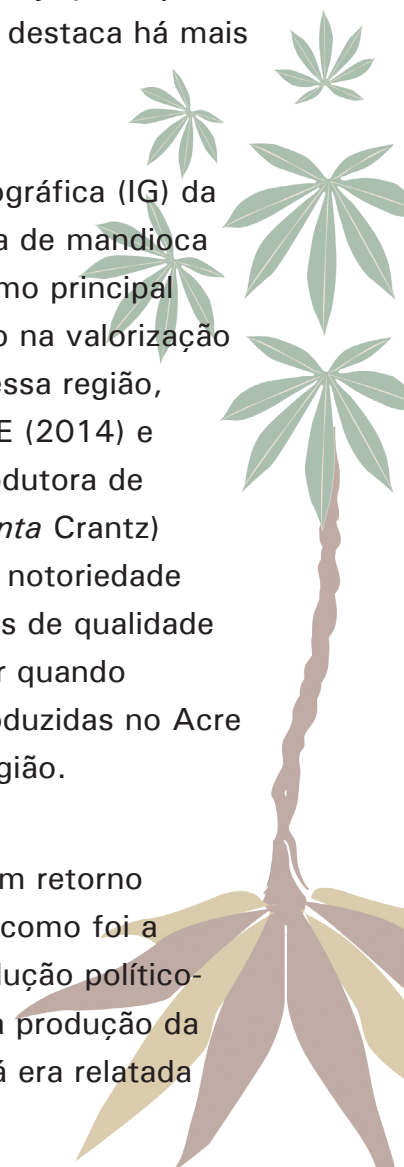 destaca há mais
ográfica (IG) da
a de mandioca
mo principal
o na valorização
essa região,
E (2014) e
odutora de
nta Crantz)
notoriedade
s de qualidade
r quando
oduzidas no Acre
gião.
m retorno
como foi a
lução político-
a produção da
á era relatada